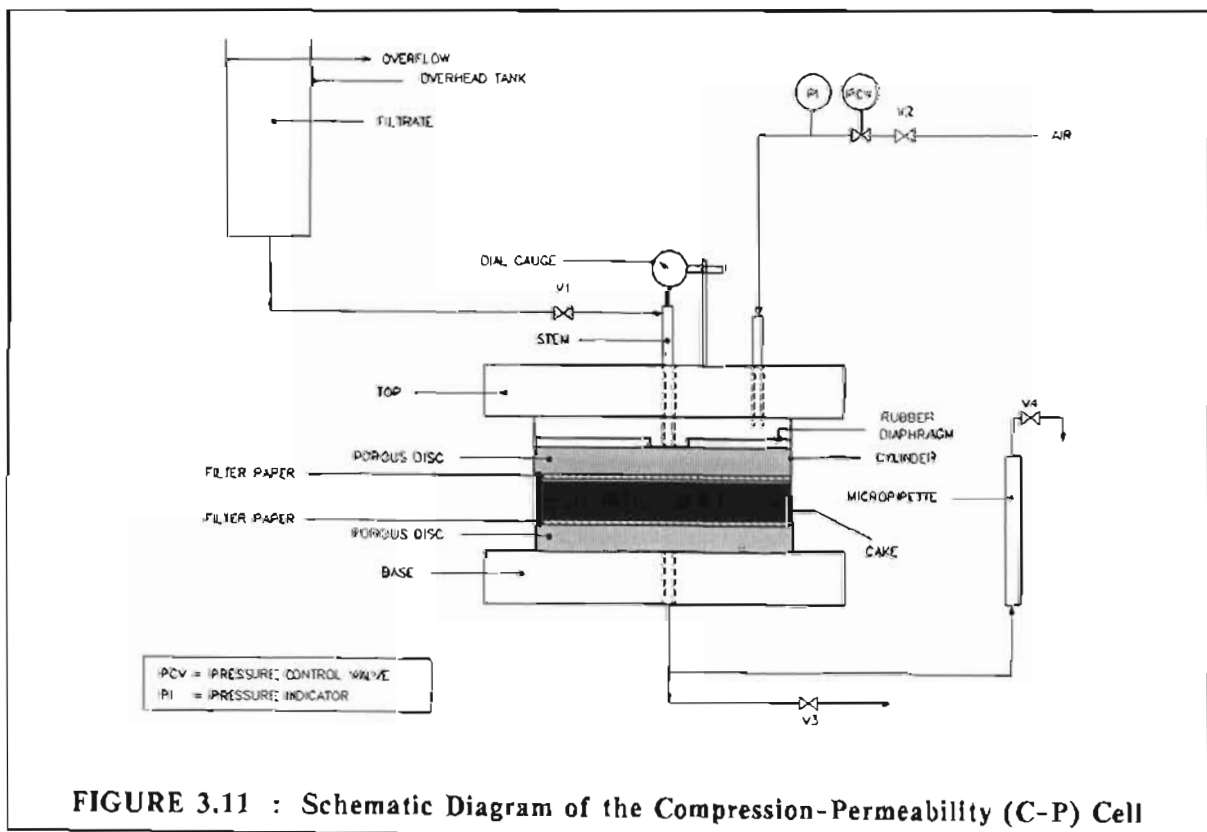 OVERFLOW
OVERHEAD TANK
FILTRATE
PI
PCV
V2
AIR
DIAL GAUGE
V1
STEM
TOP
RUBBER
DIAPHRAGM
POROUS DISC
CYLINDER
FILTER PAPER
V4
MICROPIPETTE
FILTER PAPER
POROUS DISC
CAKE
BASE
PCV = PRESSURE CONTROL VALVE
PI = PRESSURE INDICATOR
V3
FIGURE 3.11 : Schematic Diagram of the Compression-Permeability (C-P) Cell